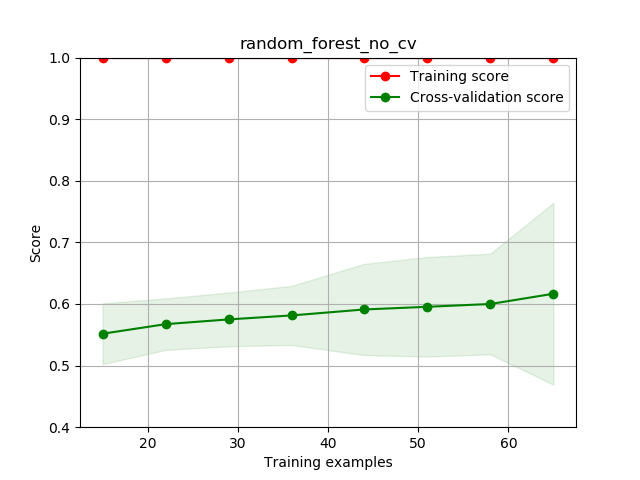 random_forest_no_cv
1.0
0.9
0.8
0.7
0.6
0.5
0.4
Score
Training score
Cross-validation score
20
30
40
50
60
Training examples